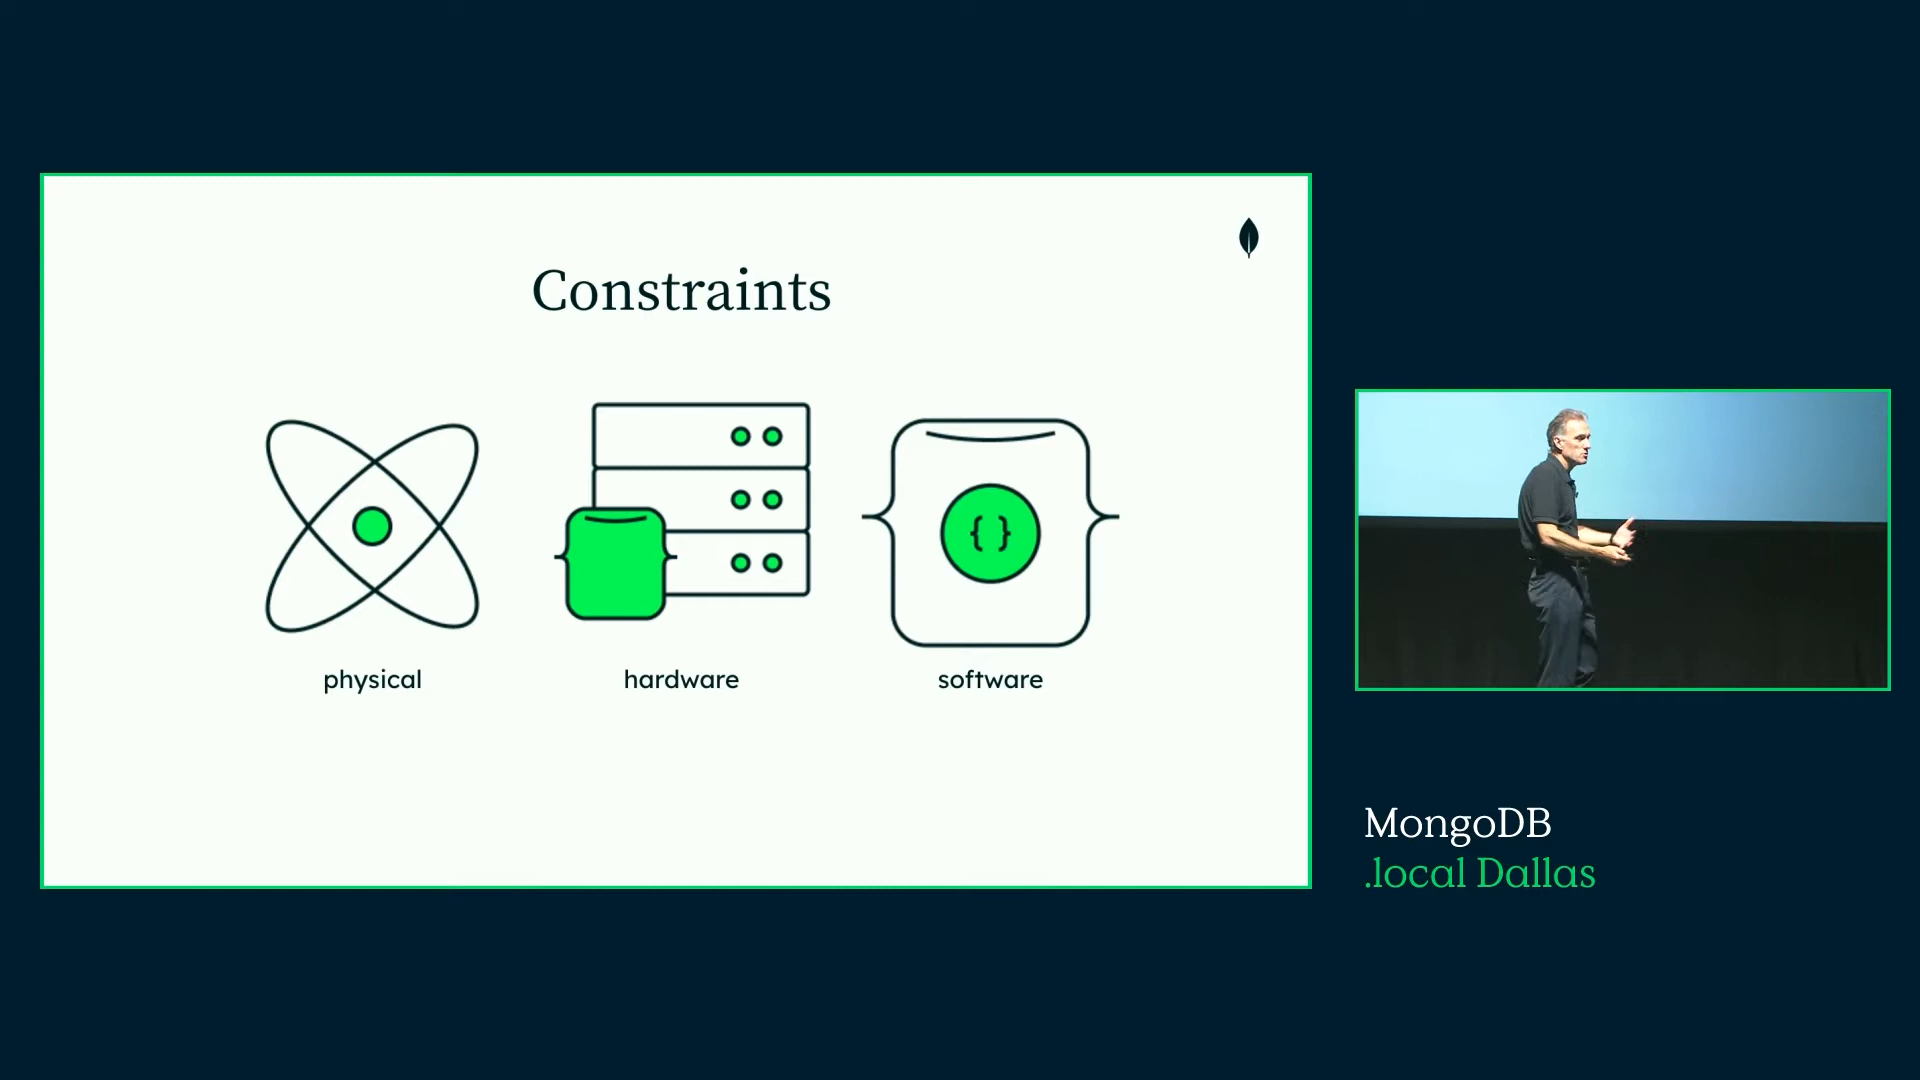 Constraints
physical
hardware
{ }
software
MongoDB
.local Dallas